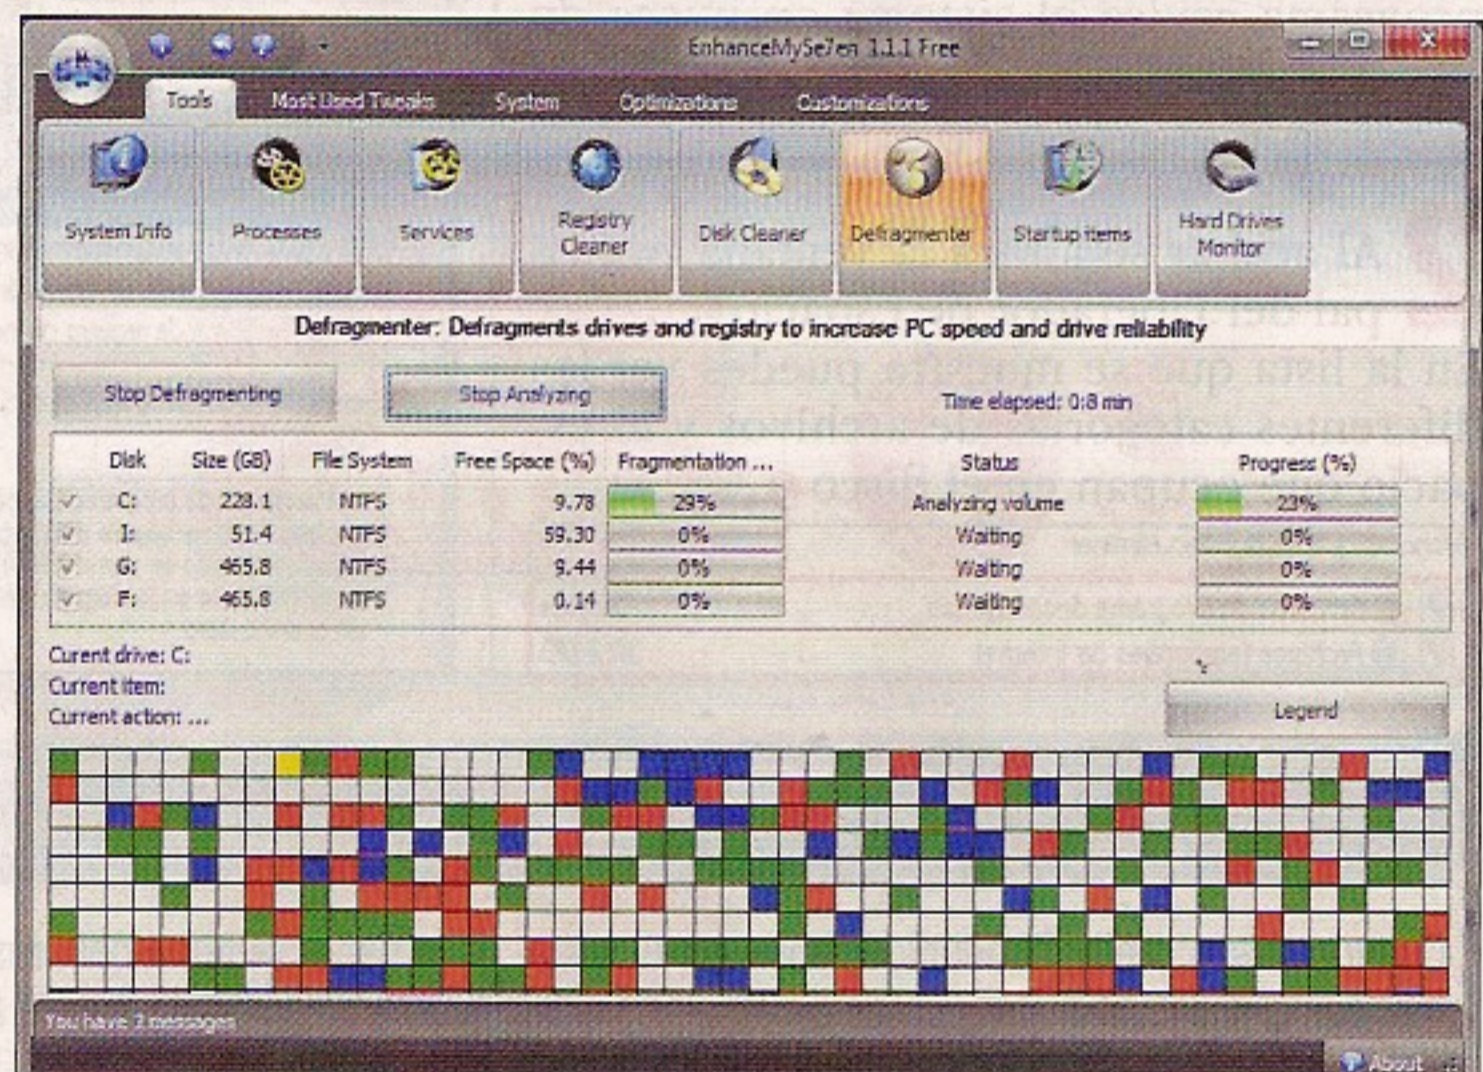 EnhanceMySe7en 1.1.1 Free
Tools Most Used Tweaks System Optimizations Customizations
System Info Processes Services Registry Cleaner Disk Cleaner Defragmenter Startup items Hard Drives Monitor
Defragmenter: Defragments drives and registry to increase PC speed and drive reliability
Stop Defragmenting Stop Analyzing Time elapsed: 0:8 min
Disk Size (GB) File System Free Space (%) Fragmentation ... Status Progress (%)
C: 228.1 NTFS 9.78 29% Analyzing volume 23%
I: 51.4 NTFS 59.30 0% Waiting 0%
G: 465.8 NTFS 9.44 0% Waiting 0%
F: 465.8 NTFS 0.14 0% Waiting 0%
Curent drive: C:
Current item:
Current action: ...
Legend
You have messages
About